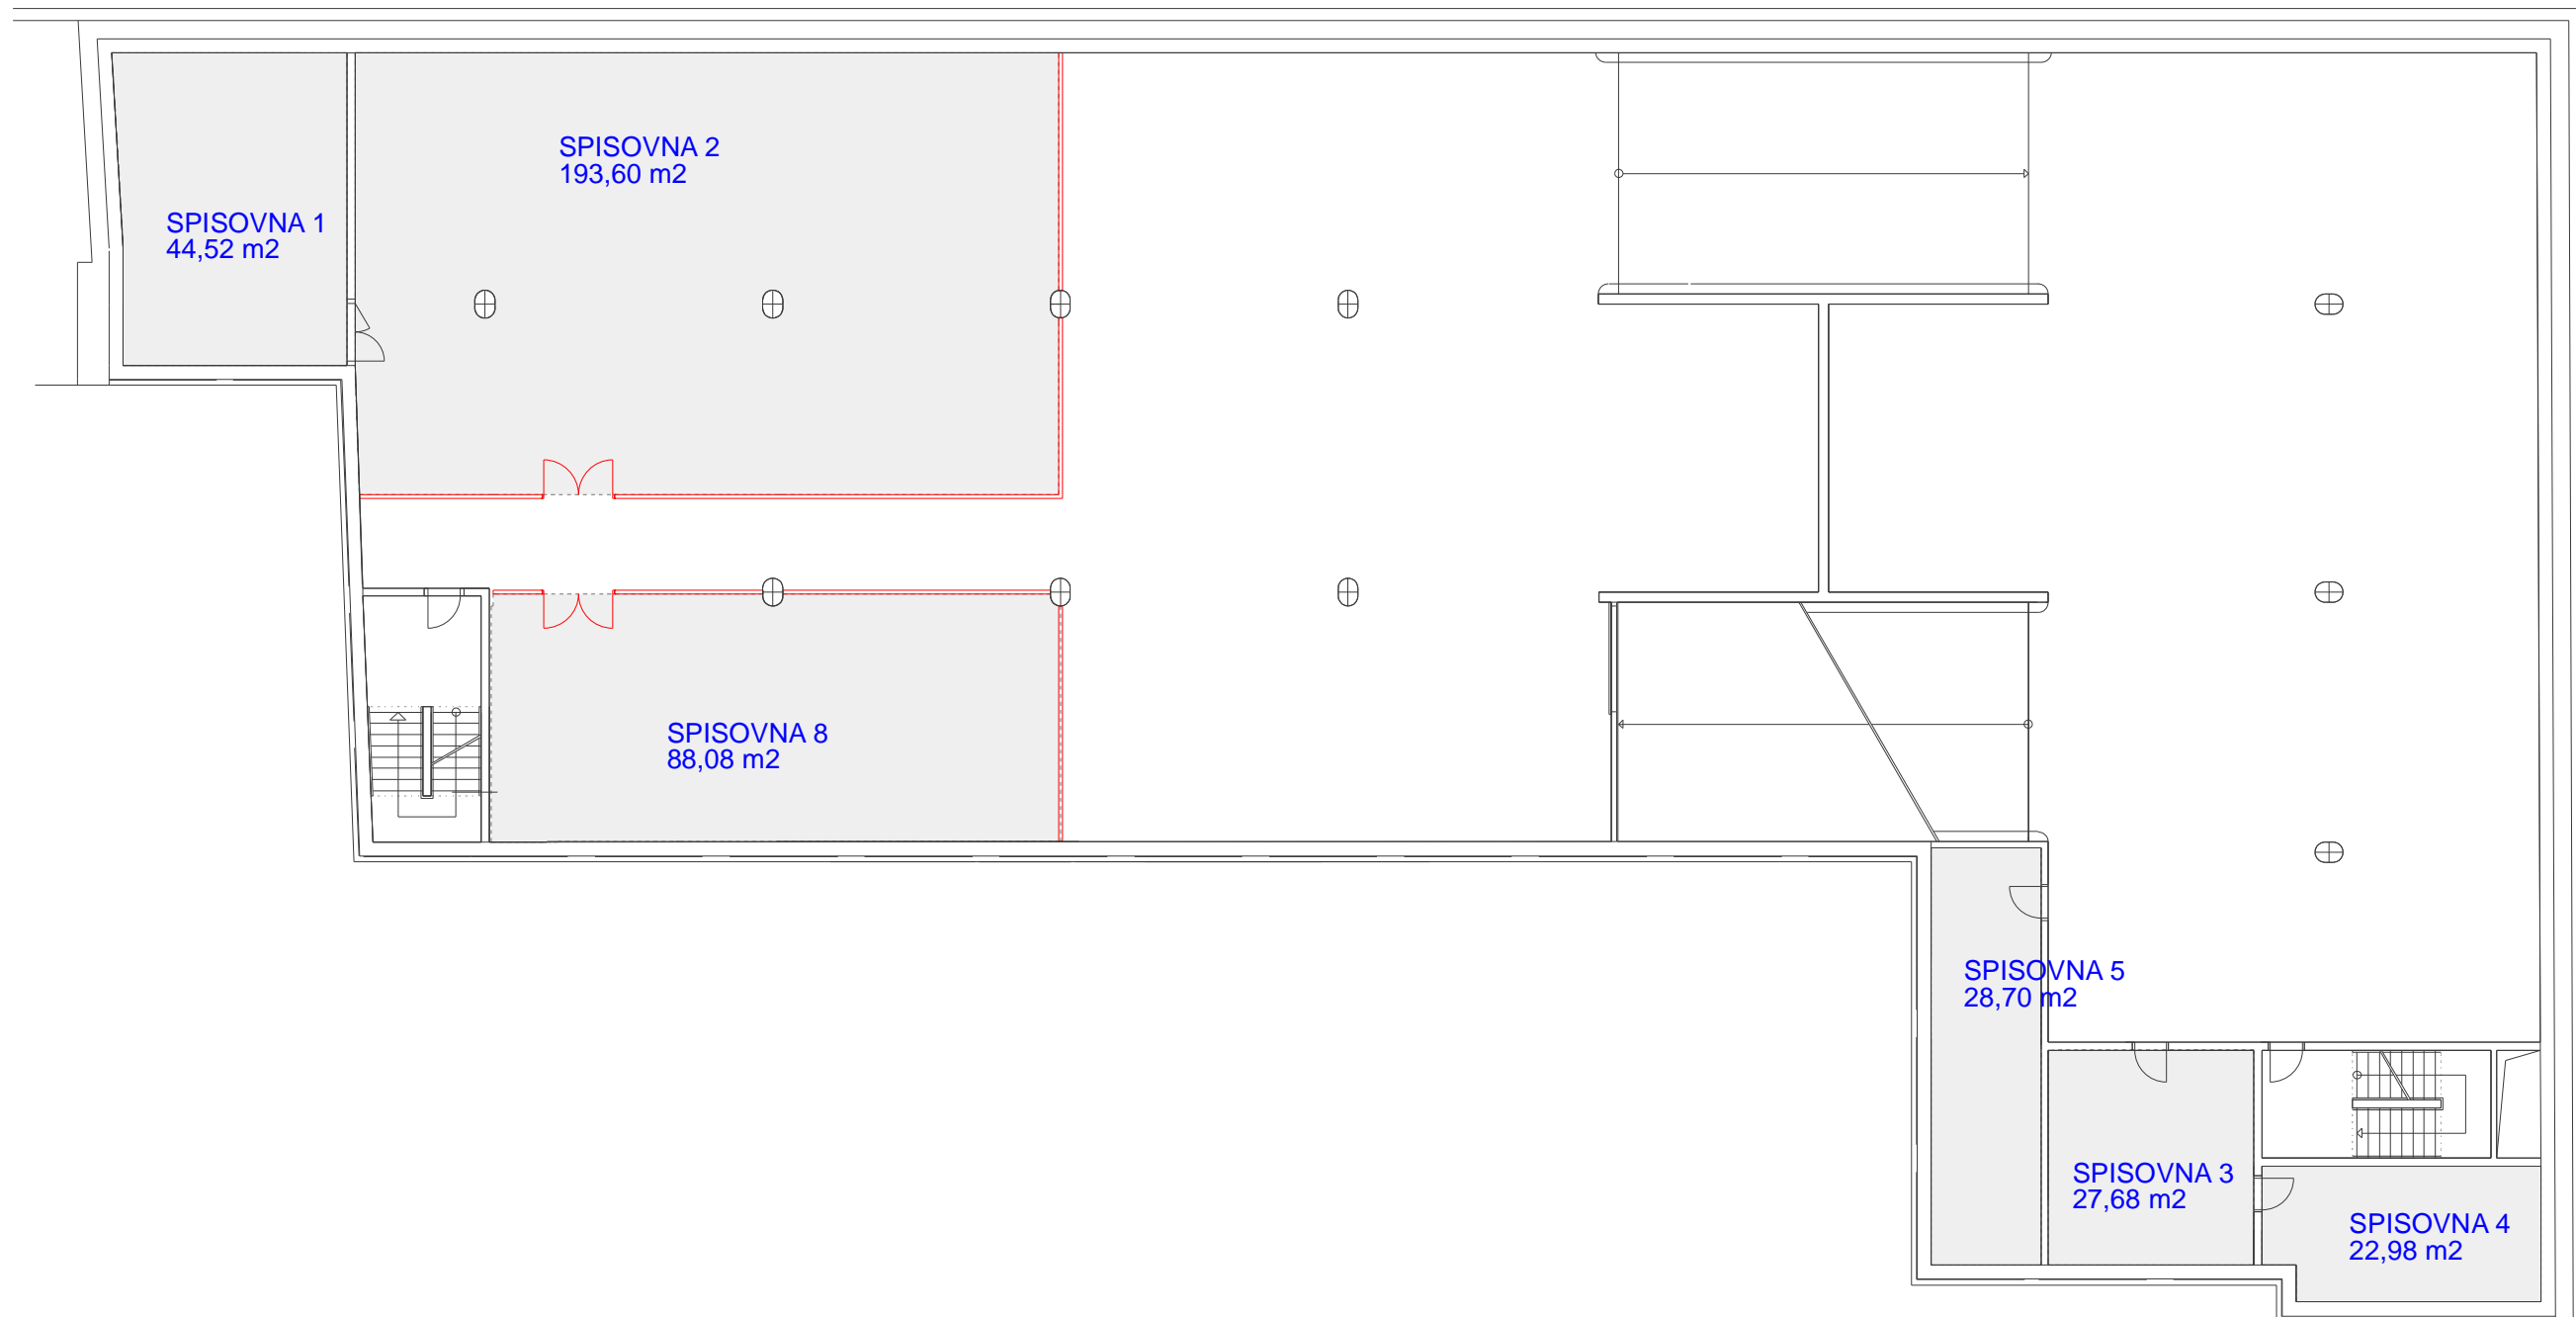 SPISOVNA 2
193,60 m2
SPISOVNA 1
44,52 m2
SPISOVNA 8
88,08 m2
SPISOVNA 5
28,70 m2
SPISOVNA 3
27,68 m2
SPISOVNA 4
22,98 m2